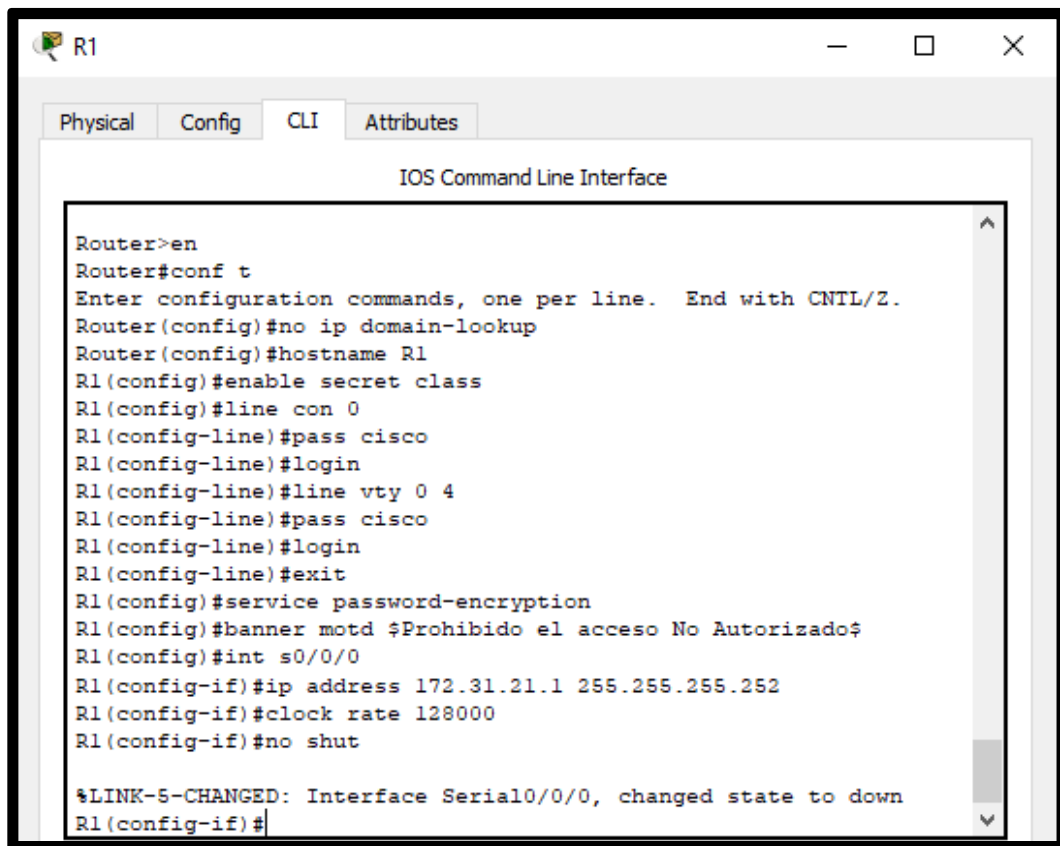 R1
Physical Config CLI Attributes
IOS Command Line Interface
Router>en
Router#conf t
Enter configuration commands, one per line.  End with CNTL/Z.
Router(config)#no ip domain-lookup
Router(config)#hostname R1
R1(config)#enable secret class
R1(config)#line con 0
R1(config-line)#pass cisco
R1(config-line)#login
R1(config-line)#line vty 0 4
R1(config-line)#pass cisco
R1(config-line)#login
R1(config-line)#exit
R1(config)#service password-encryption
R1(config)#banner motd $Prohibido el acceso No Autorizado$
R1(config)#int s0/0/0
R1(config-if)#ip address 172.31.21.1 255.255.255.252
R1(config-if)#clock rate 128000
R1(config-if)#no shut
%LINK-5-CHANGED: Interface Serial0/0/0, changed state to down
R1(config-if)#